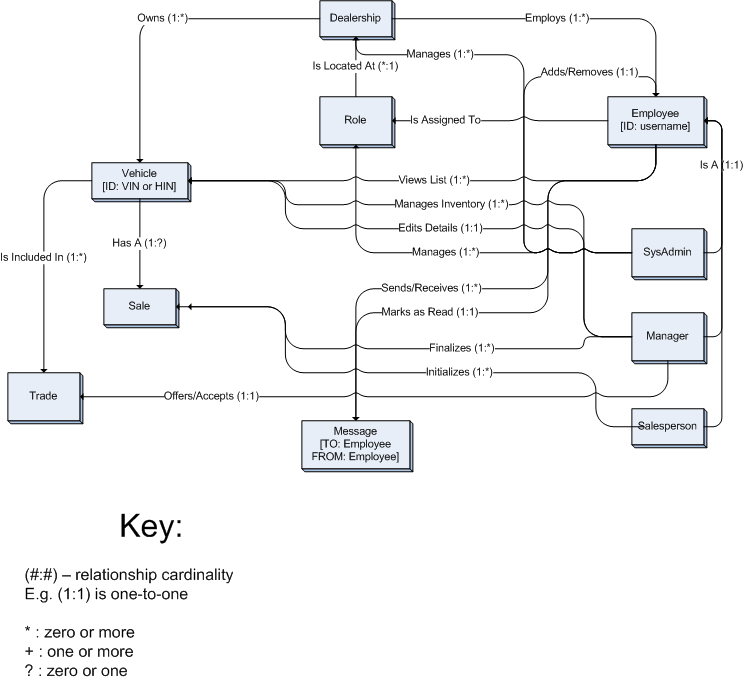 Owns (1:*)
Dealership
Employs (1:*)
Manages (1:*)
Is Located At (*:1)
Adds/Removes (1:1)
Role
Is Assigned To
Employee
[ID: username]
Is A (1:1)
Vehicle
[ID: VIN or HIN]
Views List (1:*)
Manages Inventory (1:*)
Edits Details (1:1)
Has A (1:?)
Manages (1:*)
SysAdmin
Is Included In (1:*)
Sends/Receives (1:*)
Sale
Marks as Read (1:1)
Manager
Finalizes (1:*)
Initializes (1:*)
Trade
Offers/Accepts (1:1)
Salesperson
Message
[TO: Employee
FROM: Employee]
Key:
(#:#) – relationship cardinality
E.g. (1:1) is one-to-one
* : zero or more
+ : one or more
? : zero or one